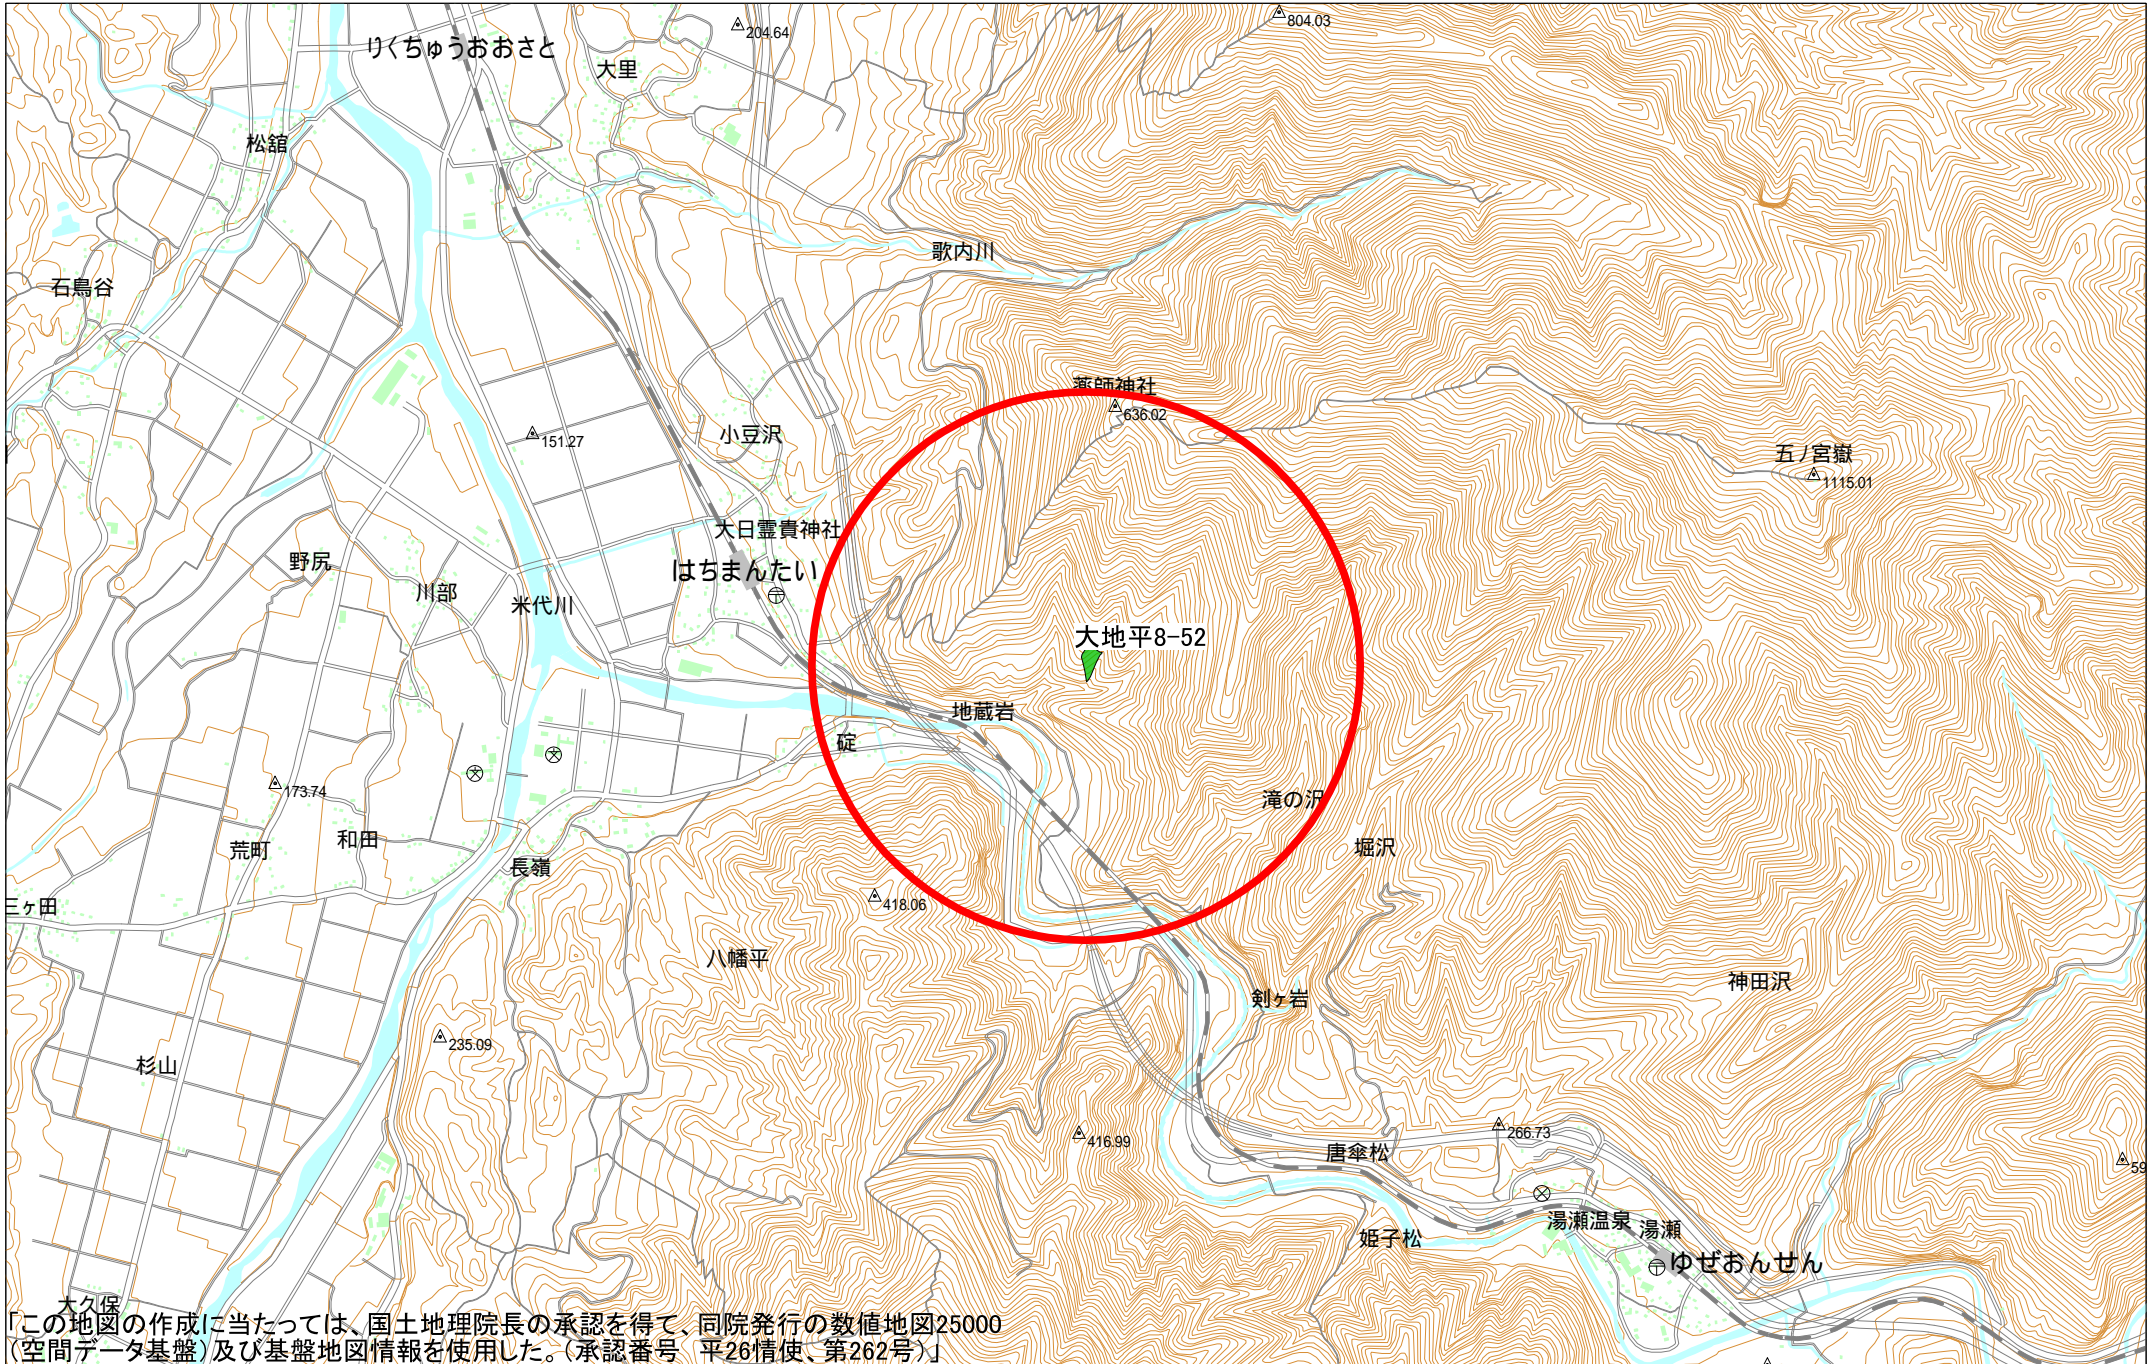 204.64
804.03
りくちゅうおおさと
大里
松舘
歌内川
石鳥谷
薬師神社
636.02
151.27
小豆沢
五ノ宮嶽
1115.01
大日霊貴神社
野尻
はちまんたい
川部
米代川
大地平8-52
地蔵岩
碇
173.74
滝の沢
和田
荒町
堀沢
長嶺
三ヶ田
418.06
八幡平
神田沢
剣ヶ岩
235.09
杉山
416.99
266.73
唐傘松
59
湯瀬温泉
湯瀬
姫子松
ゆぜおんせん
大久保
「この地図の作成に当たっては、国土地理院長の承認を得て、同院発行の数値地図25000
(空間データ基盤)及び基盤地図情報を使用した。(承認番号 平26情使、第262号)」